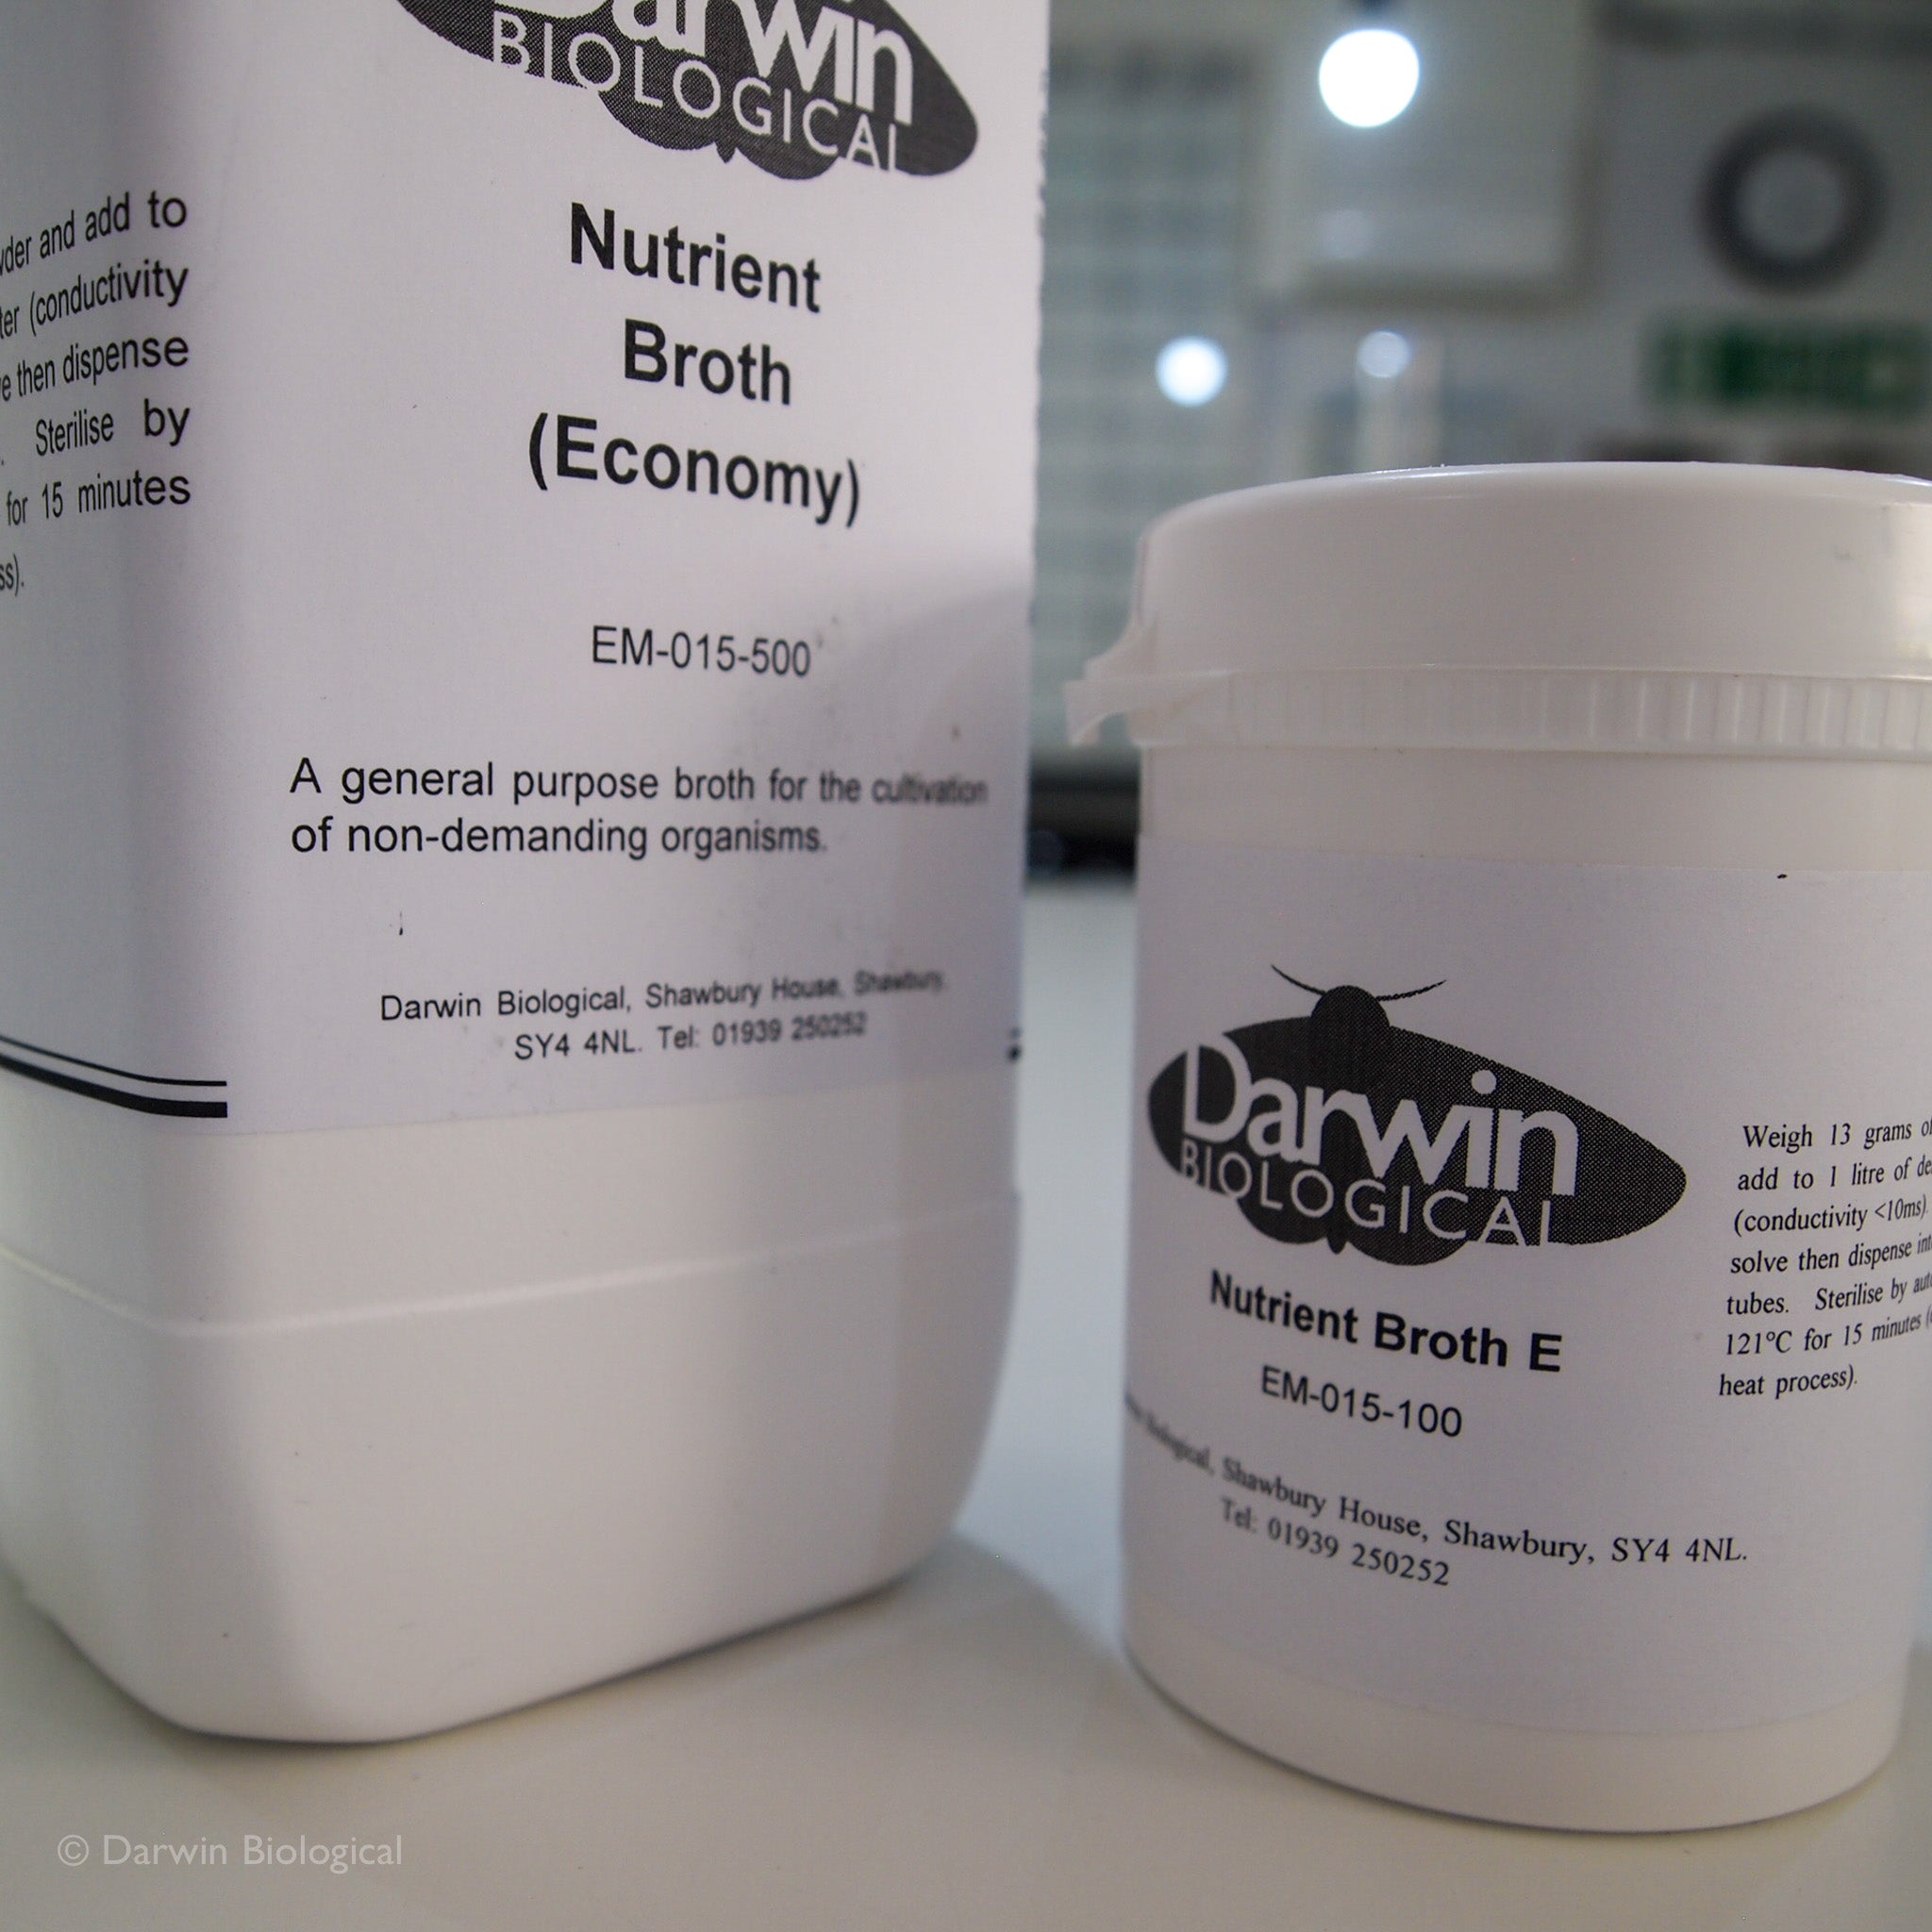 Darwin
BIOLOGICAL
Nutrient
Broth
(Economy)
EM-015-500
A general purpose broth for the cultivation
of non-demanding organisms.
Darwin Biological, Shawbury House, Shawbury,
SY4 4NL. Tel: 01939 250252
and add to
(conductivity
then dispense
Sterilise by
for 15 minutes
Darwin
BIOLOGICAL
Nutrient Broth E
EM-015-100
Biological, Shawbury House, Shawbury, SY4 4NL.
Tel: 01939 250252
Weigh 13 grams
add to 1 litre of
(conductivity <10ms).
solve then dispense
tubes. Sterilise by
121°C for 15 minutes
heat process).
© Darwin Biological